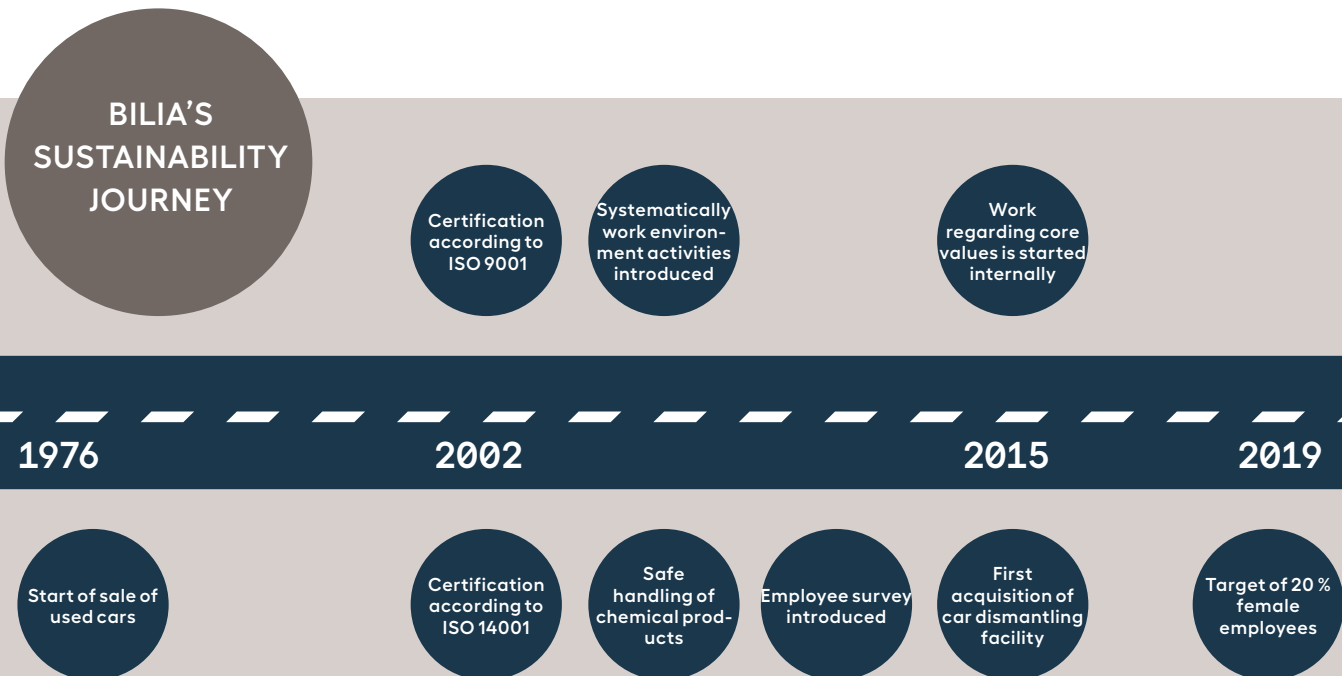 BILIA’S
SUSTAINABILITY
JOURNEY
Certification
according to
ISO 9001
Systematically
work environ-
ment activities
introduced
Work
regarding core
values is started
internally
1976
2002
2015
2019
Start of sale of
used cars
Certification
according to
ISO 14001
Safe
handling of
chemical prod-
ucts
Employee survey
introduced
First
acquisition of
car dismantling
facility
Target of 20 %
female
employees